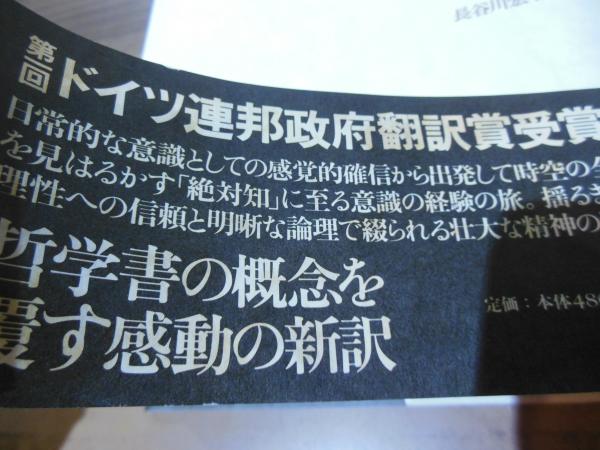 長谷川宏
第一回
ドイツ連邦政府翻訳賞受賞
日常的な意識としての感覚的確信から出発して時空の全
を見はるかす「絶対知」に至る意識の経験の旅。揺るぎ
理性への信頼と明晰な論理で綴られる壮大な精神の
哲学書の概念を
覆す感動の新訳
定価：本体48